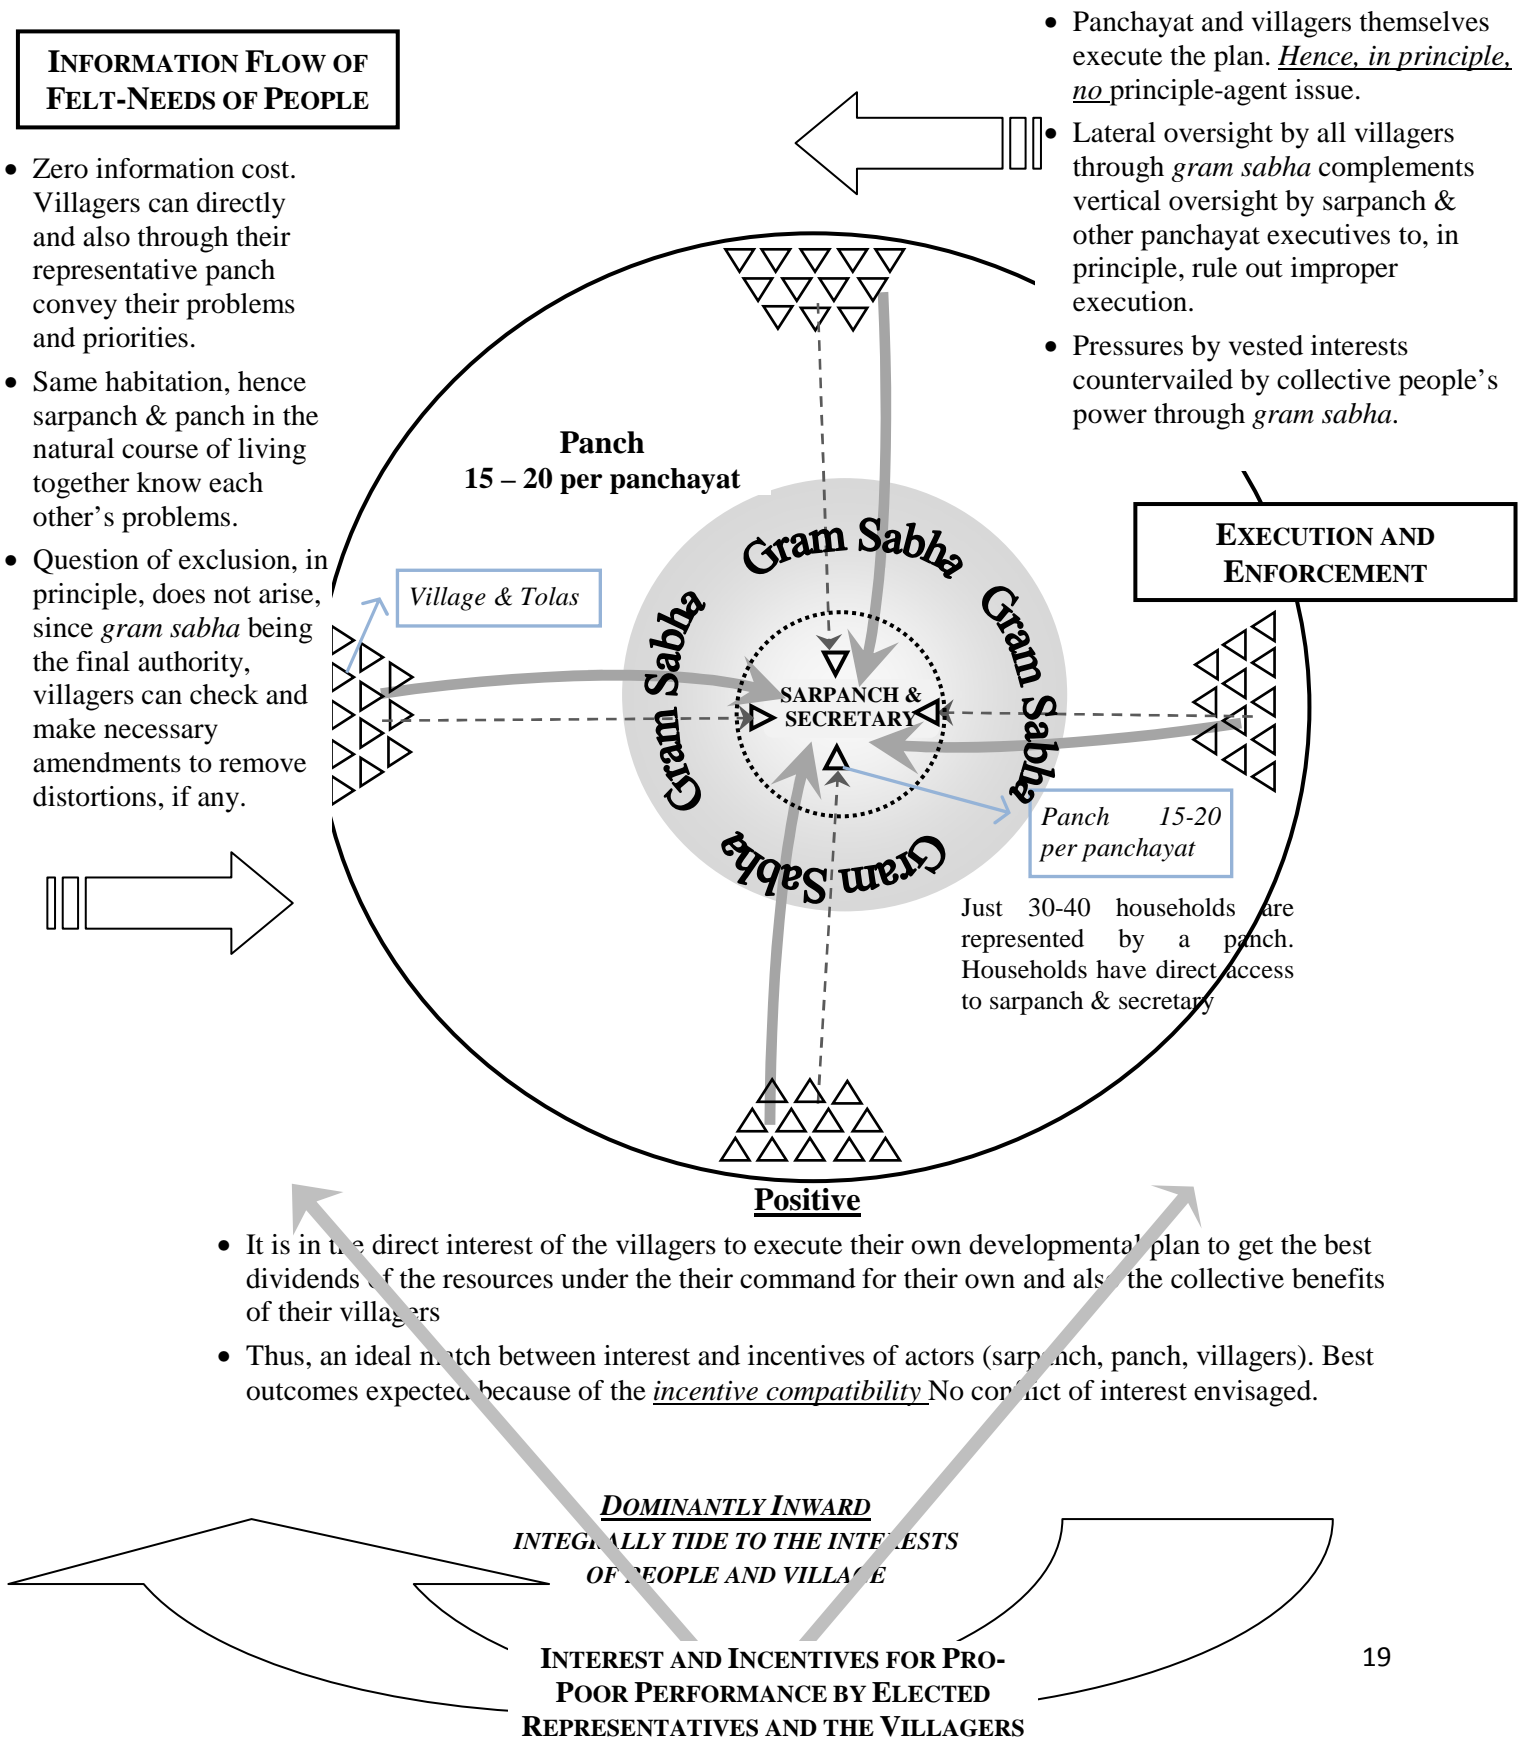 INFORMATION FLOW OF
FELT-NEEDS OF PEOPLE
• Zero information cost.
Villagers can directly
and also through their
representative panch
convey their problems
and priorities.
• Same habitation, hence
sarpanch & panch in the
natural course of living
together know each
other’s problems.
• Question of exclusion, in
principle, does not arise,
since gram sabha being
the final authority,
villagers can check and
make necessary
amendments to remove
distortions, if any.
• Panchayat and villagers themselves
execute the plan. Hence, in principle,
no principle-agent issue.
• Lateral oversight by all villagers
through gram sabha complements
vertical oversight by sarpanch &
other panchayat executives to, in
principle, rule out improper
execution.
• Pressures by vested interests
countervailed by collective people’s
power through gram sabha.
EXECUTION AND
ENFORCEMENT
Panch
15 – 20 per panchayat
Village & Tolas
Gram Sabha
Gram Sabha
Gram Sabha
Gram Sabha
SARPANCH &
SECRETARY
Panch 15-20
per panchayat
Just 30-40 households are
represented by a panch.
Households have direct access
to sarpanch & secretary
Positive
• It is in the direct interest of the villagers to execute their own developmental plan to get the best
dividends of the resources under the their command for their own and also the collective benefits
of their villagers
• Thus, an ideal match between interest and incentives of actors (sarpanch, panch, villagers). Best
outcomes expected because of the incentive compatibility No conflict of interest envisaged.
DOMINANTLY INWARD
INTEGRALLY TIDE TO THE INTERESTS
OF PEOPLE AND VILLAGE
INTEREST AND INCENTIVES FOR PRO-
POOR PERFORMANCE BY ELECTED
REPRESENTATIVES AND THE VILLAGERS
19